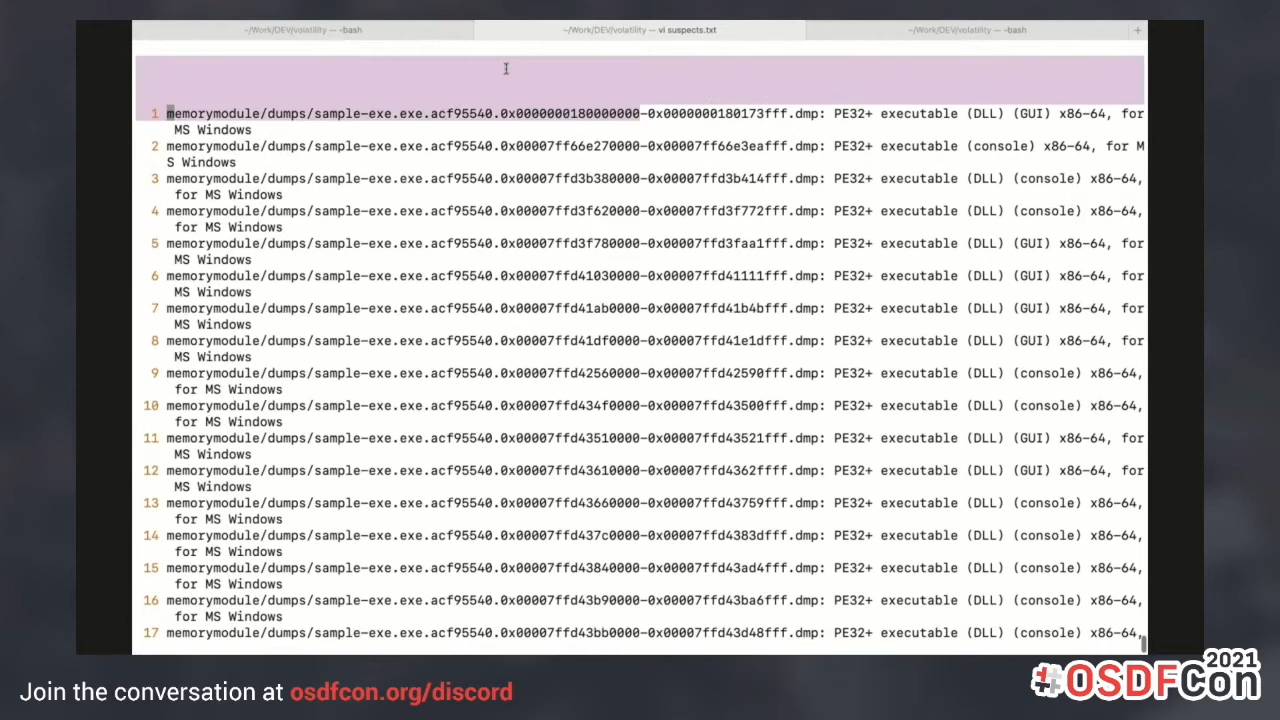 ~/Work/DEV/volatility — -bash
~/Work/DEV/volatility — vi suspects.txt
~/Work/DEV/volatility — -bash
+
1 memorymodule/dumps/sample-exe.exe.acf95540.0x0000000180000000-0x0000000180173fff.dmp: PE32+ executable (DLL) (GUI) x86-64, for
MS Windows
2 memorymodule/dumps/sample-exe.exe.acf95540.0x00007ff66e270000-0x00007ff66e3eafff.dmp: PE32+ executable (console) x86-64, for M
S Windows
3 memorymodule/dumps/sample-exe.exe.acf95540.0x00007ffd3b380000-0x00007ffd3b414fff.dmp: PE32+ executable (DLL) (console) x86-64,
for MS Windows
4 memorymodule/dumps/sample-exe.exe.acf95540.0x00007ffd3f620000-0x00007ffd3f772fff.dmp: PE32+ executable (DLL) (console) x86-64,
for MS Windows
5 memorymodule/dumps/sample-exe.exe.acf95540.0x00007ffd3f780000-0x00007ffd3faa1fff.dmp: PE32+ executable (DLL) (GUI) x86-64, for
MS Windows
6 memorymodule/dumps/sample-exe.exe.acf95540.0x00007ffd41030000-0x00007ffd41111fff.dmp: PE32+ executable (DLL) (GUI) x86-64, for
MS Windows
7 memorymodule/dumps/sample-exe.exe.acf95540.0x00007ffd41ab0000-0x00007ffd41b4bfff.dmp: PE32+ executable (DLL) (GUI) x86-64, for
MS Windows
8 memorymodule/dumps/sample-exe.exe.acf95540.0x00007ffd41df0000-0x00007ffd41e1dfff.dmp: PE32+ executable (DLL) (GUI) x86-64, for
MS Windows
9 memorymodule/dumps/sample-exe.exe.acf95540.0x00007ffd42560000-0x00007ffd42590fff.dmp: PE32+ executable (DLL) (console) x86-64,
for MS Windows
10 memorymodule/dumps/sample-exe.exe.acf95540.0x00007ffd434f0000-0x00007ffd43500fff.dmp: PE32+ executable (DLL) (console) x86-64,
for MS Windows
11 memorymodule/dumps/sample-exe.exe.acf95540.0x00007ffd43510000-0x00007ffd43521fff.dmp: PE32+ executable (DLL) (GUI) x86-64, for
MS Windows
12 memorymodule/dumps/sample-exe.exe.acf95540.0x00007ffd43610000-0x00007ffd4362ffff.dmp: PE32+ executable (DLL) (GUI) x86-64, for
MS Windows
13 memorymodule/dumps/sample-exe.exe.acf95540.0x00007ffd43660000-0x00007ffd43759fff.dmp: PE32+ executable (DLL) (console) x86-64,
for MS Windows
14 memorymodule/dumps/sample-exe.exe.acf95540.0x00007ffd437c0000-0x00007ffd4383dfff.dmp: PE32+ executable (DLL) (console) x86-64,
for MS Windows
15 memorymodule/dumps/sample-exe.exe.acf95540.0x00007ffd43840000-0x00007ffd43ad4fff.dmp: PE32+ executable (DLL) (console) x86-64,
for MS Windows
16 memorymodule/dumps/sample-exe.exe.acf95540.0x00007ffd43b90000-0x00007ffd43ba6fff.dmp: PE32+ executable (DLL) (console) x86-64,
for MS Windows
17 memorymodule/dumps/sample-exe.exe.acf95540.0x00007ffd43bb0000-0x00007ffd43d48fff.dmp: PE32+ executable (DLL) (console) x86-64,
Join the conversation at osdfcon.org/discord
2021
#OSDFCon